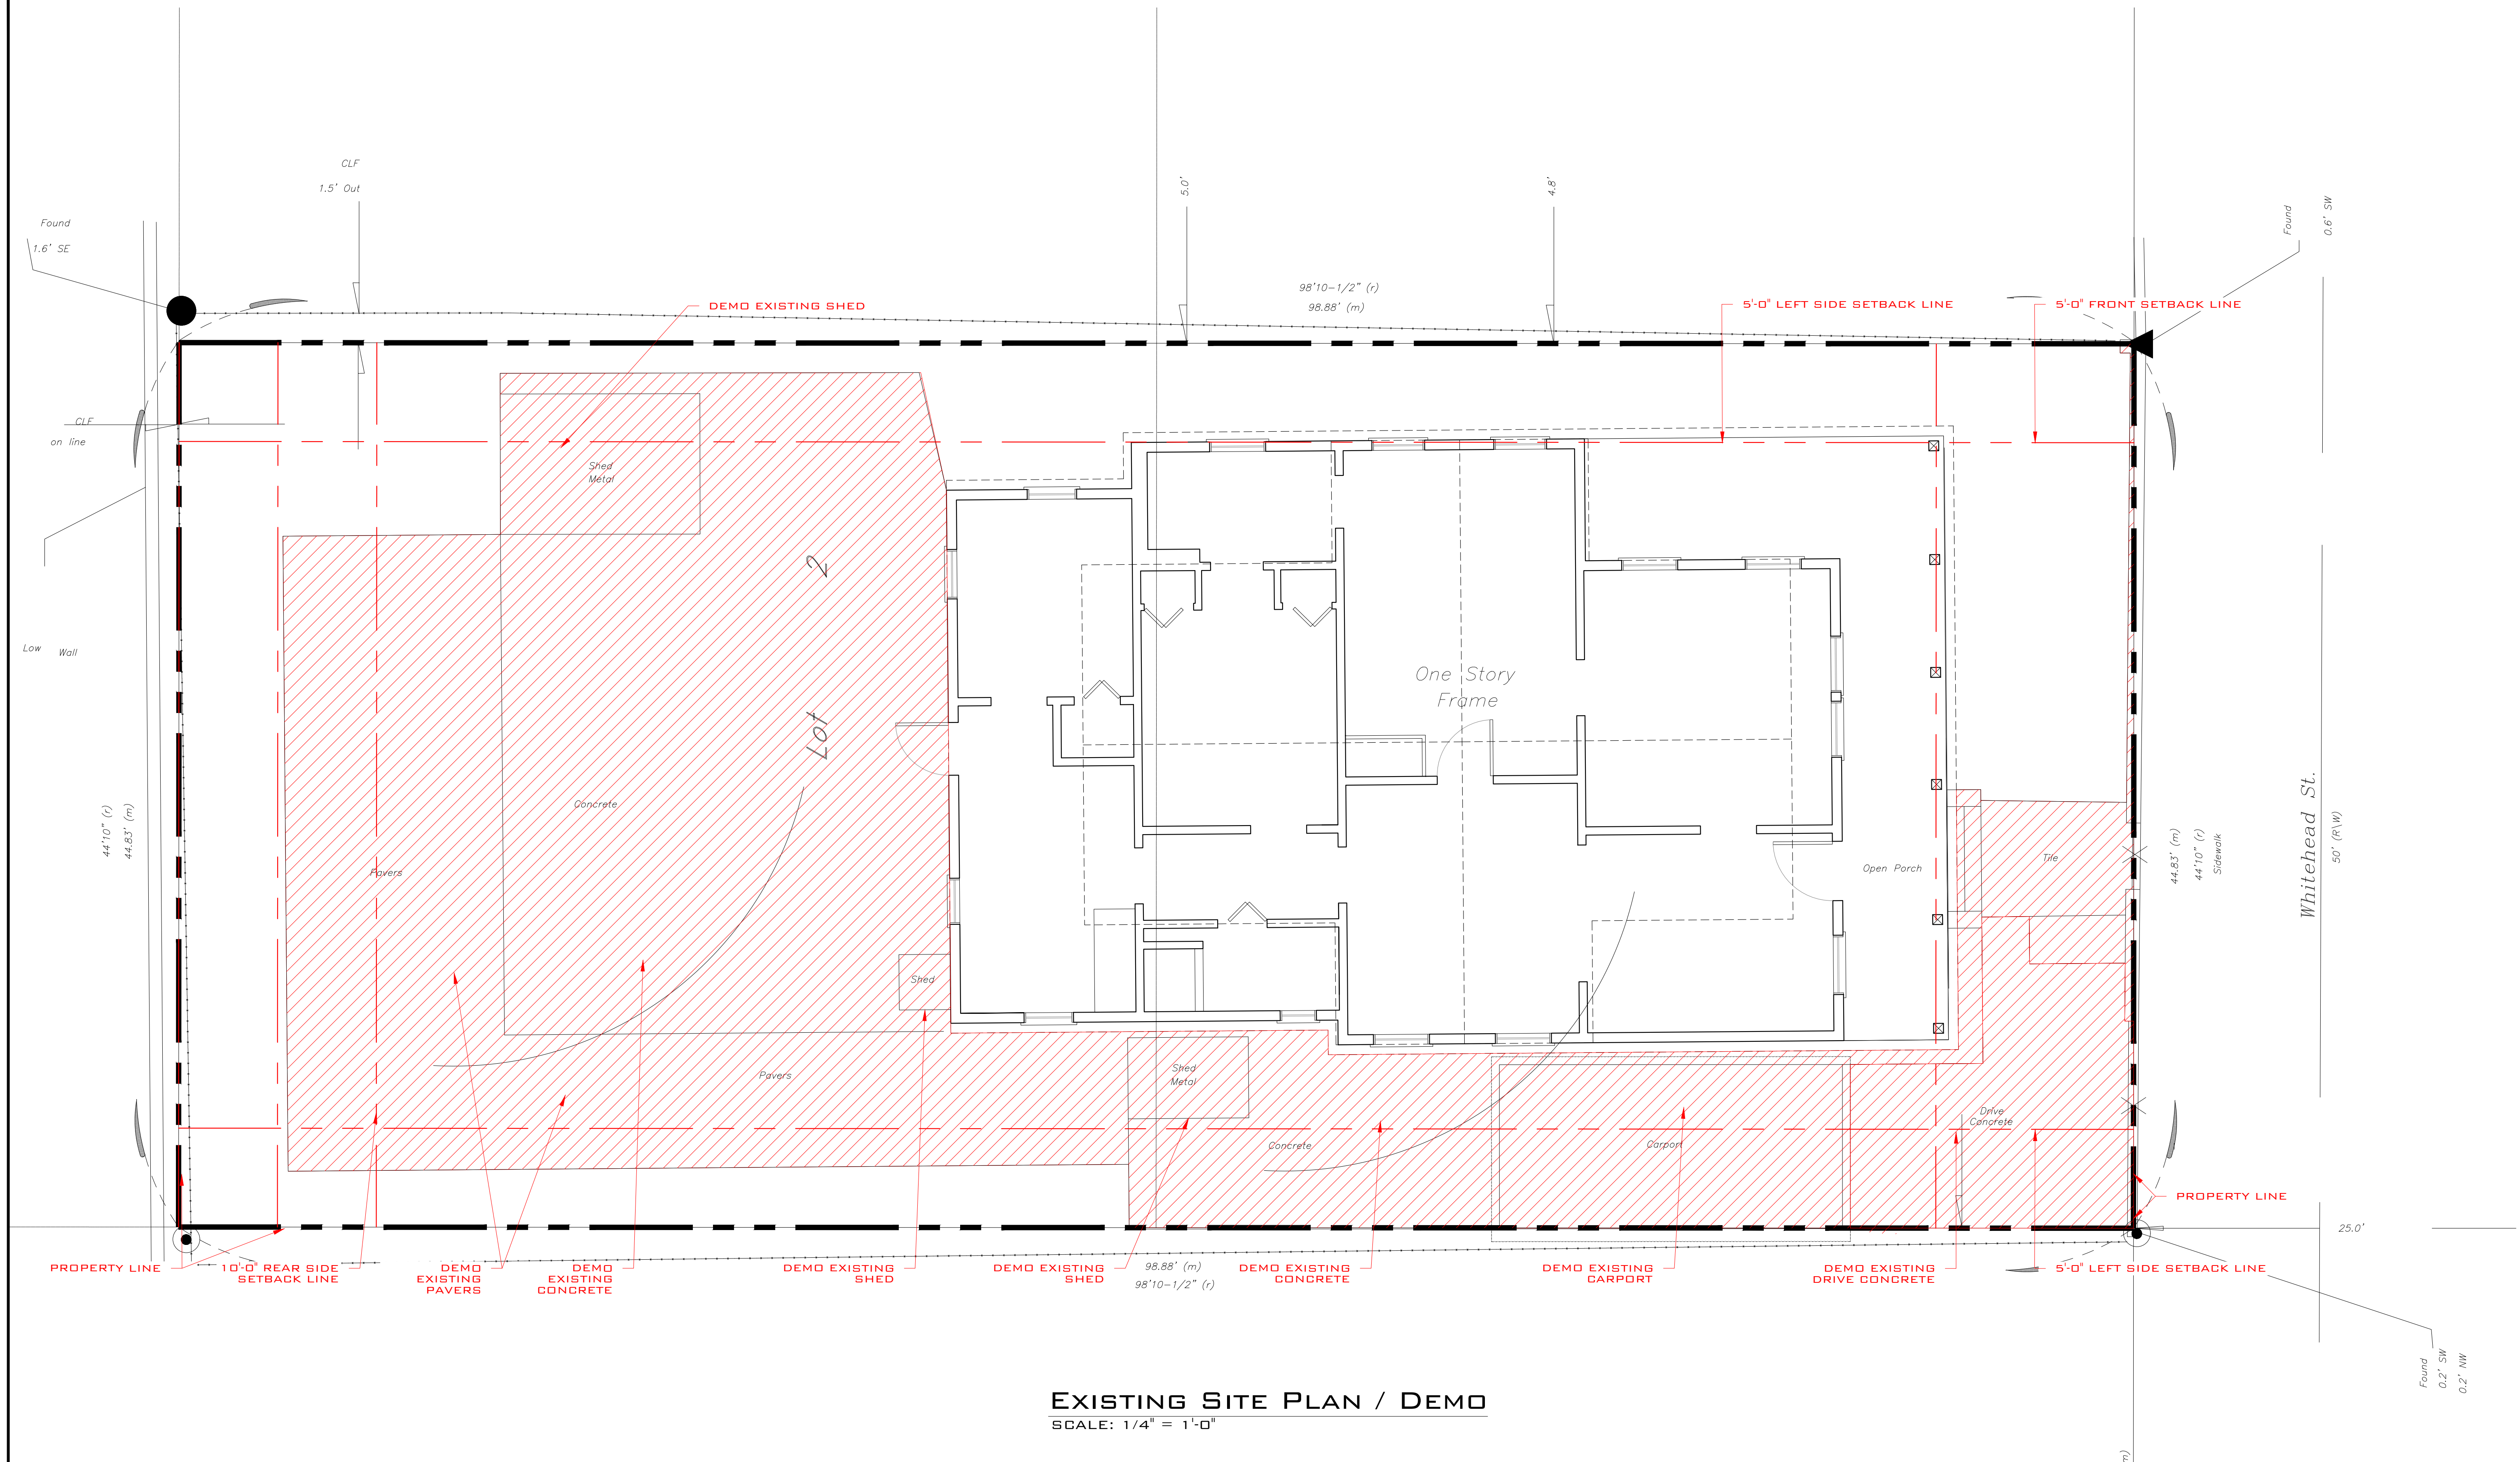 CLF
1.5' Out
Found
1.6' SE
5.0'
4.8'
Found
0.6' SW
98'10-1/2" (r)
98.88' (m)
DEMO EXISTING SHED
5'-0" LEFT SIDE SETBACK LINE
5'-0" FRONT SETBACK LINE
CLF
on line
Shed
Metal
Lot 2
One Story
Frame
Low Wall
Concrete
44'10" (r)
44.83' (m)
Pavers
Open Porch
Tile
44.83' (m)
44'10" (r)
Sidewalk
Whitehead St.
50' (R\W)
Shed
Pavers
Shed
Metal
Concrete
Carport
Drive
Concrete
PROPERTY LINE
25.0'
PROPERTY LINE
10'-0" REAR SIDE
SETBACK LINE
DEMO
EXISTING
PAVERS
DEMO
EXISTING
CONCRETE
DEMO EXISTING
SHED
DEMO EXISTING
SHED
98.88' (m)
98'10-1/2" (r)
DEMO EXISTING
CONCRETE
DEMO EXISTING
CARPORT
DEMO EXISTING
DRIVE CONCRETE
5'-0" LEFT SIDE SETBACK LINE
Found
0.2' SW
0.2' NW
EXISTING SITE PLAN / DEMO
SCALE: 1/4" = 1'-0"